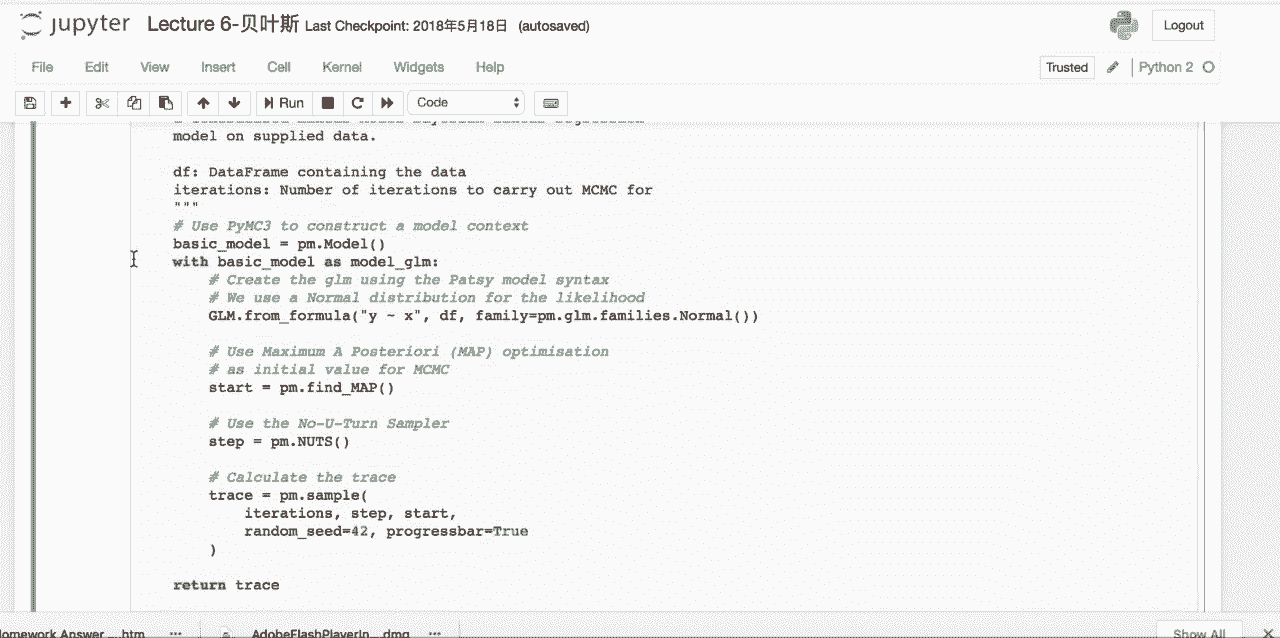 jupyter Lecture 6-贝叶斯 Last Checkpoint: 2018年5月18日 (autosaved)
Logout
File Edit View Insert Cell Kernel Widgets Help
Trusted Python 2
Run Code
model on supplied data.
df: DataFrame containing the data
iterations: Number of iterations to carry out MCMC for
"""
# Use PyMC3 to construct a model context
basic_model = pm.Model()
with basic_model as model_glm:
# Create the glm using the Patsy model syntax
# We use a Normal distribution for the likelihood
GLM.from_formula("y ~ x", df, family=pm.glm.families.Normal())
# Use Maximum A Posteriori (MAP) optimisation
# as initial value for MCMC
start = pm.find_MAP()
# Use the No-U-Turn Sampler
step = pm.NUTS()
# Calculate the trace
trace = pm.sample(
iterations, step, start,
random_seed=42, progressbar=True
)
return trace
omework Answer_ .htm ... AdobeFlashPlayerIn_.dmg ... Show All